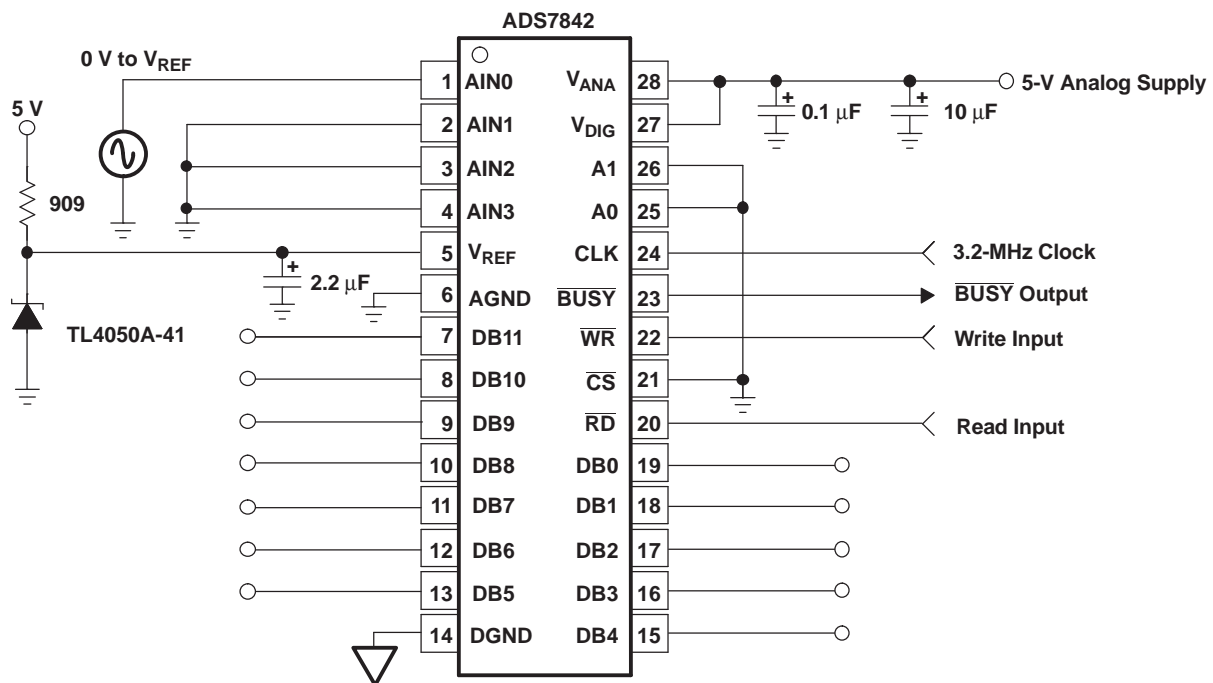 ADS7842
0 V to VREF
5 V
909
TL4050A-41
2.2 μF
1 AIN0
2 AIN1
3 AIN2
4 AIN3
5 VREF
6 AGND
7 DB11
8 DB10
9 DB9
10 DB8
11 DB7
12 DB6
13 DB5
14 DGND
VANA 28
VDIG 27
A1 26
A0 25
CLK 24
BUSY 23
WR 22
CS 21
RD 20
DB0 19
DB1 18
DB2 17
DB3 16
DB4 15
+
0.1 μF
+
10 μF
+
5-V Analog Supply
3.2-MHz Clock
BUSY Output
Write Input
Read Input